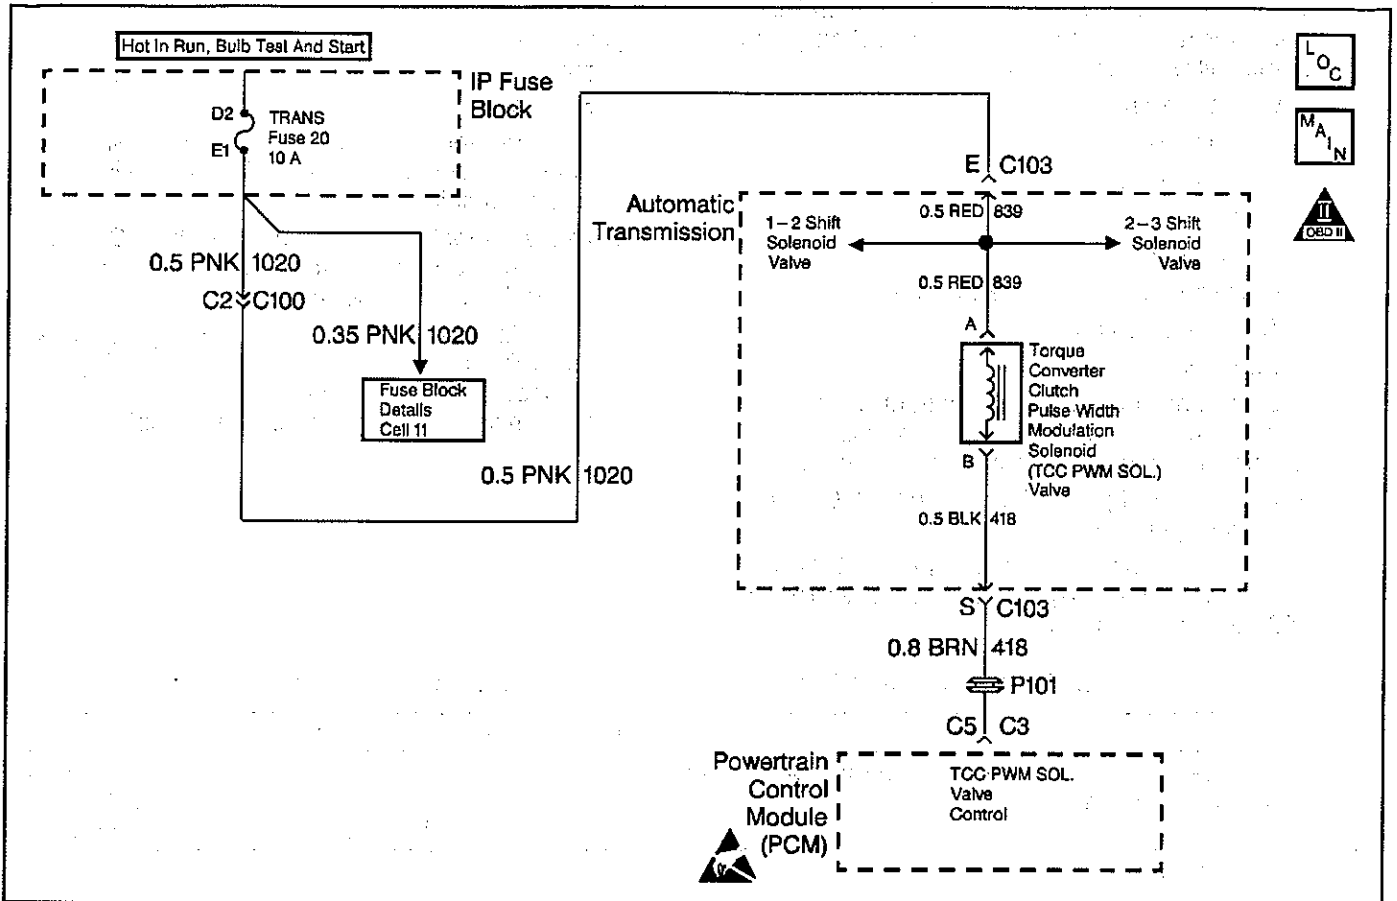 Hot In Run, Bulb Test And Start
L
O
C
IP Fuse
Block
D2
TRANS
Fuse 20
10 A
E1
M
A
I
N
E C103
Automatic
Transmission
0.5 RED 839
1-2 Shift
Solenoid
Valve
2-3 Shift
Solenoid
Valve
II
OBD II
0.5 PNK 1020
C2 C100
0.5 RED 839
0.35 PNK 1020
A
Torque
Converter
Clutch
Pulse Width
Modulation
Solenoid
(TCC PWM SOL.)
Valve
Fuse Block
Details
Cell 11
B
0.5 PNK 1020
0.5 BLK 418
S C103
0.8 BRN 418
P101
C5 C3
Powertrain
Control
Module
(PCM)
TCC PWM SOL.
Valve
Control